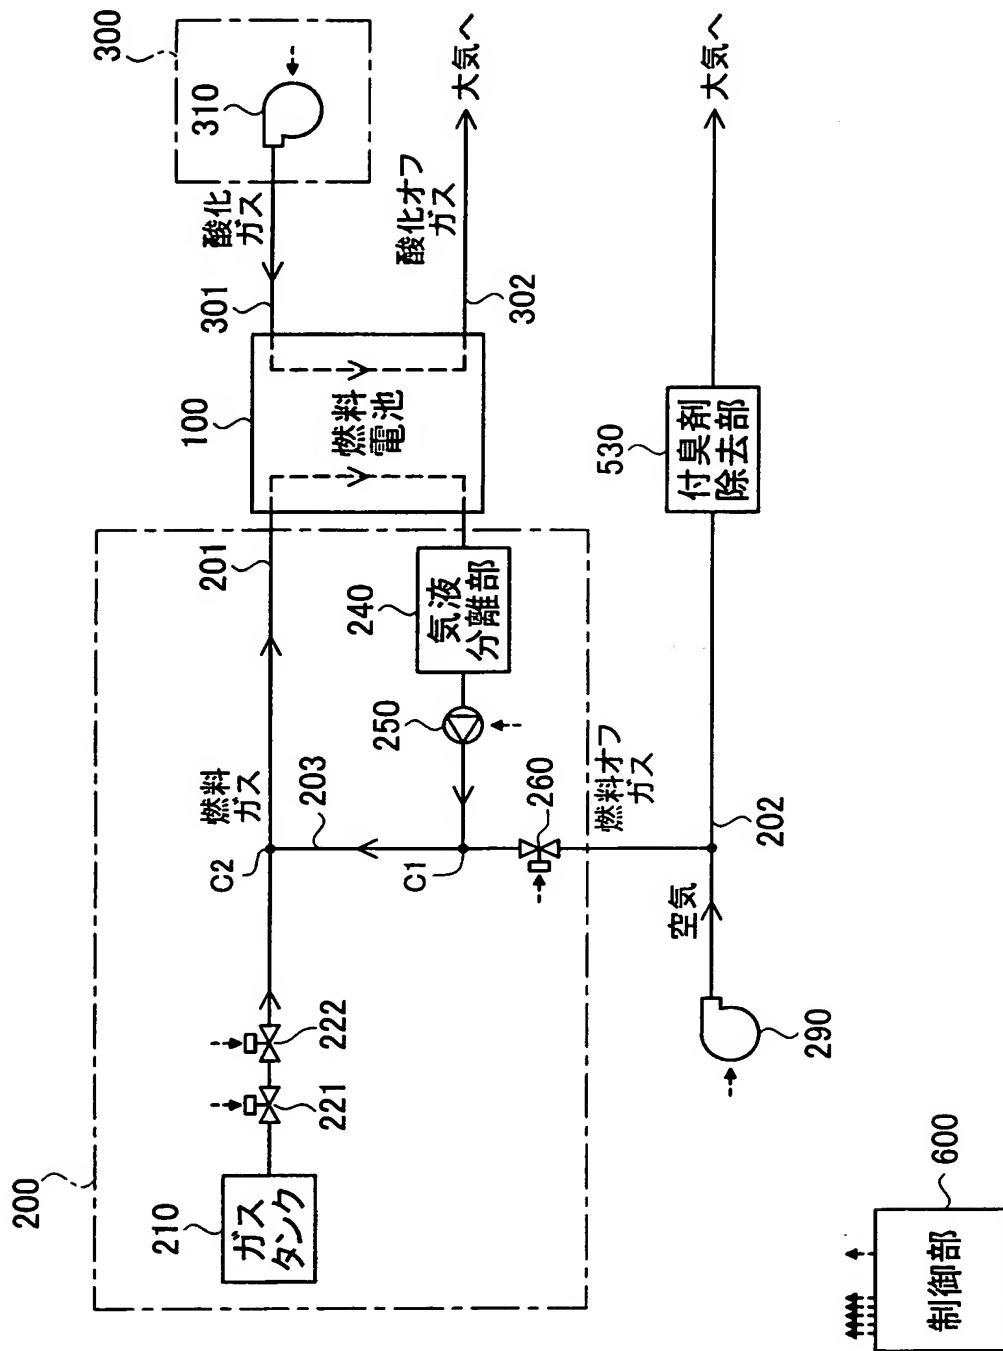 200
210
ガス
タンク
221
222
C2
燃料
ガス
203
201
C1
250
240
気液
分離部
260
燃料オフ
ガス
100
燃料
電池
301
酸化
ガス
300
310
302
酸化オフ
ガス
大気へ
290
空気
202
530
付臭剤
除去部
大気へ
600
制御部